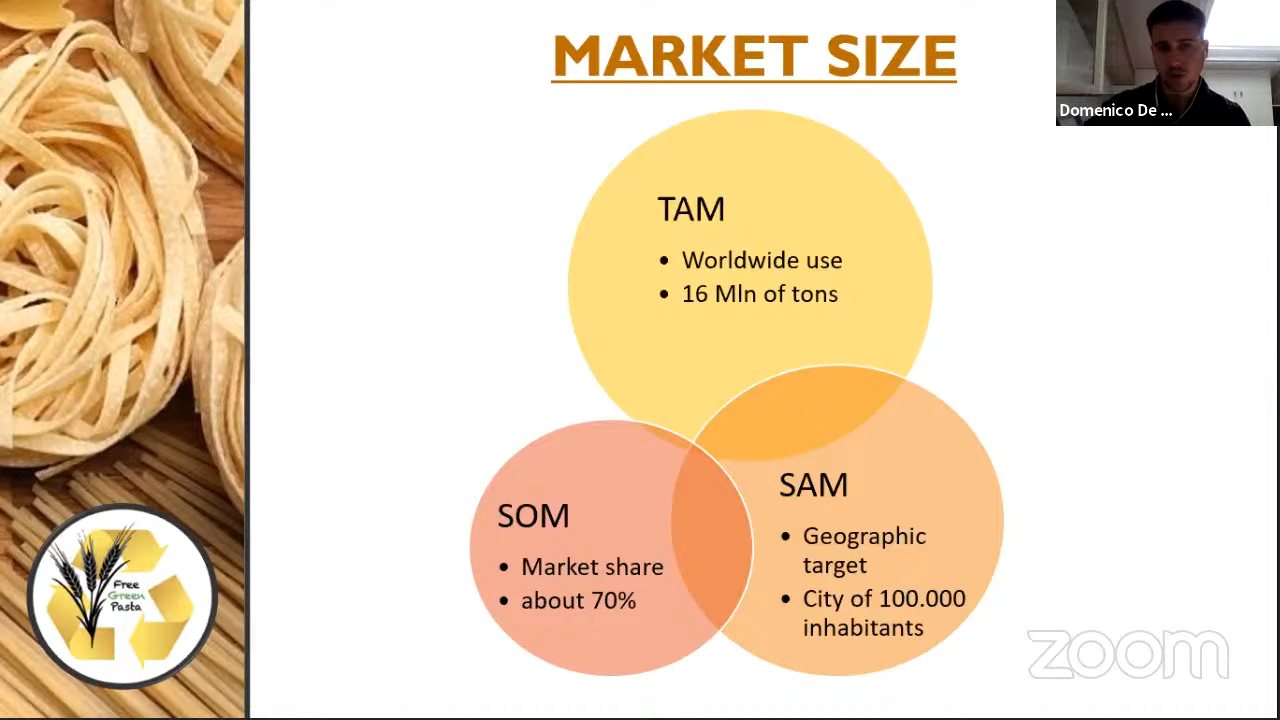 MARKET SIZE
Domenico De ...
TAM
• Worldwide use
• 16 Mln of tons
SOM
• Market share
• about 70%
SAM
• Geographic
target
• City of 100.000
inhabitants
Free
Green
Pasta
zoom